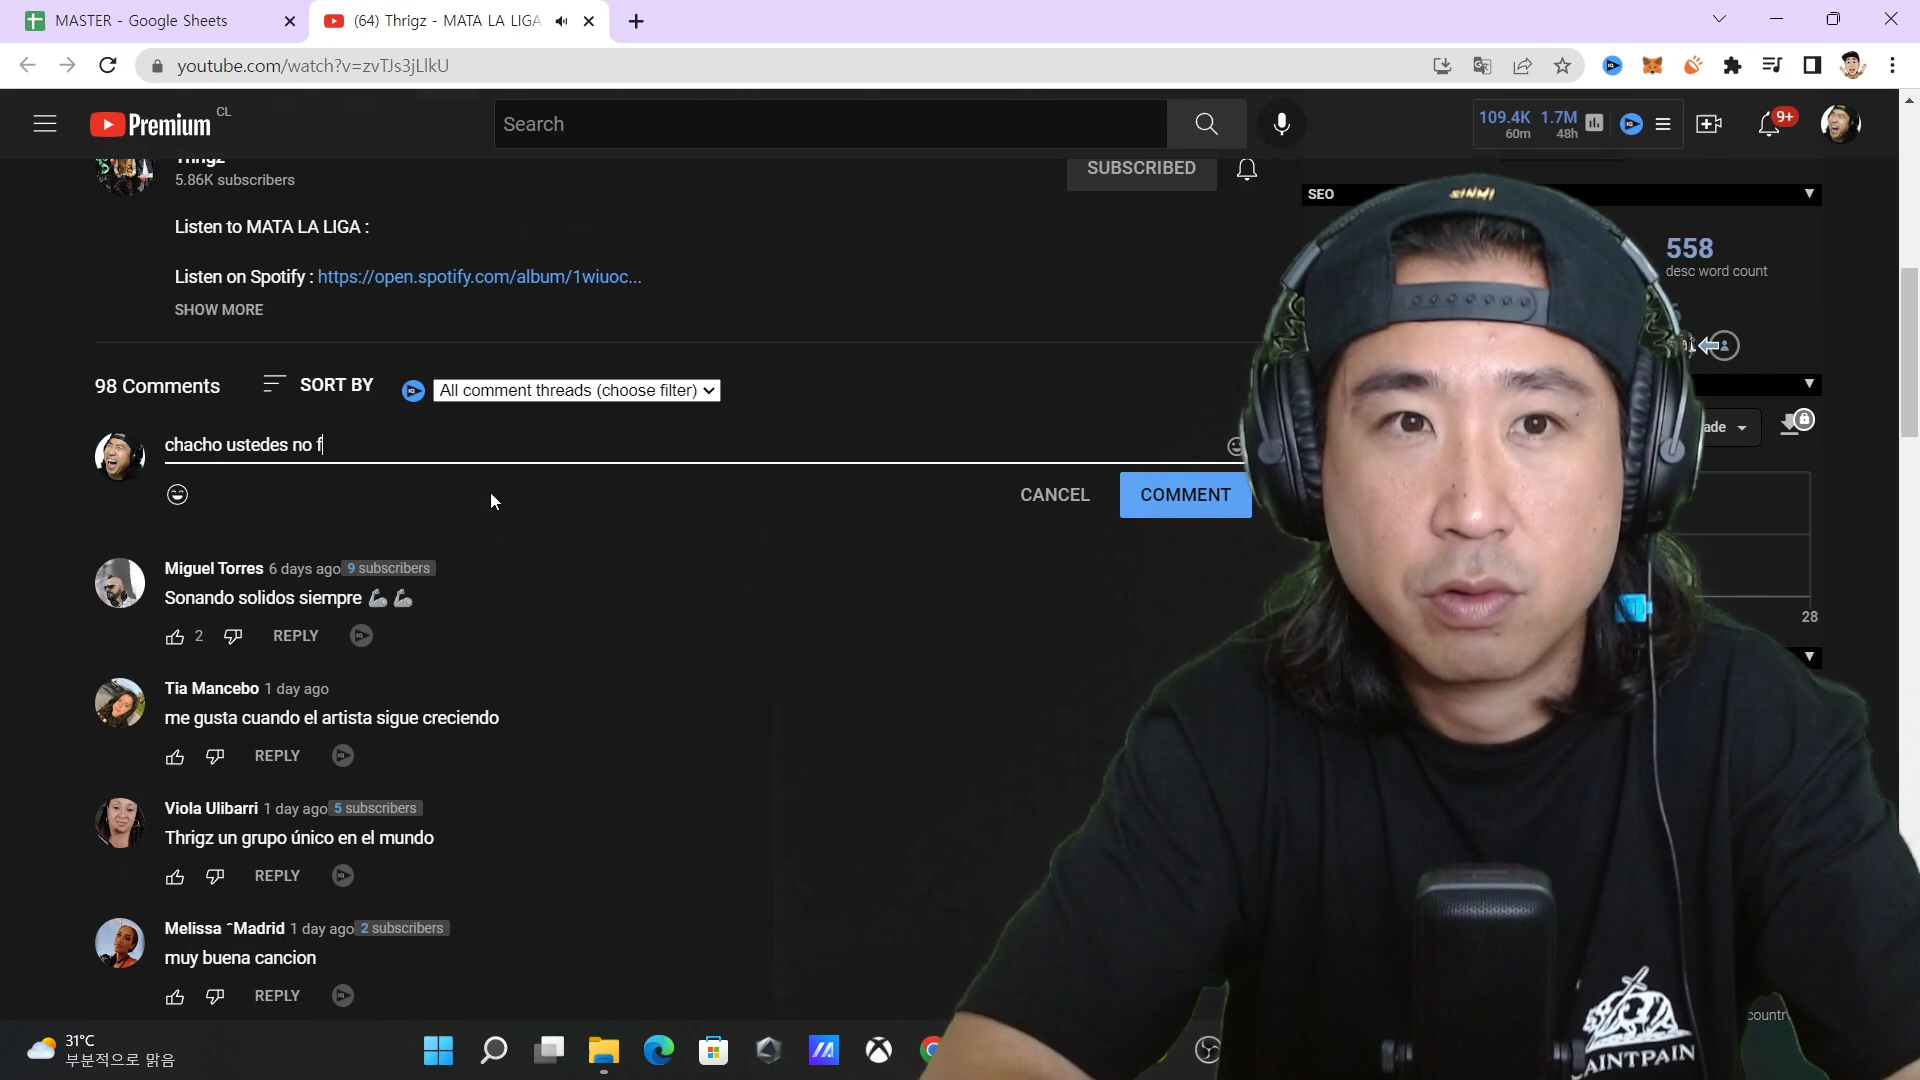 MASTER - Google Sheets
(64) Thrigz - MATA LA LIGA
youtube.com/watch?v=zvTJs3jLlkU
Premium CL
Search
109.4K 1.7M
60m 48h
9+
Thrigz
5.86K subscribers
SUBSCRIBED
SEO
Listen to MATA LA LIGA :
558
desc word count
Listen on Spotify : https://open.spotify.com/album/1wiuoc...
SHOW MORE
98 Comments
SORT BY
All comment threads (choose filter)
chacho ustedes no f
CANCEL
COMMENT
Miguel Torres 6 days ago 9 subscribers
Sonando solidos siempre 🦾 🦾
2 REPLY
28
Tia Mancebo 1 day ago
me gusta cuando el artista sigue creciendo
REPLY
Viola Ulibarri 1 day ago 5 subscribers
Thrigz un grupo único en el mundo
REPLY
Melissa ^Madrid 1 day ago 2 subscribers
muy buena cancion
REPLY
31°C
부분적으로 맑음